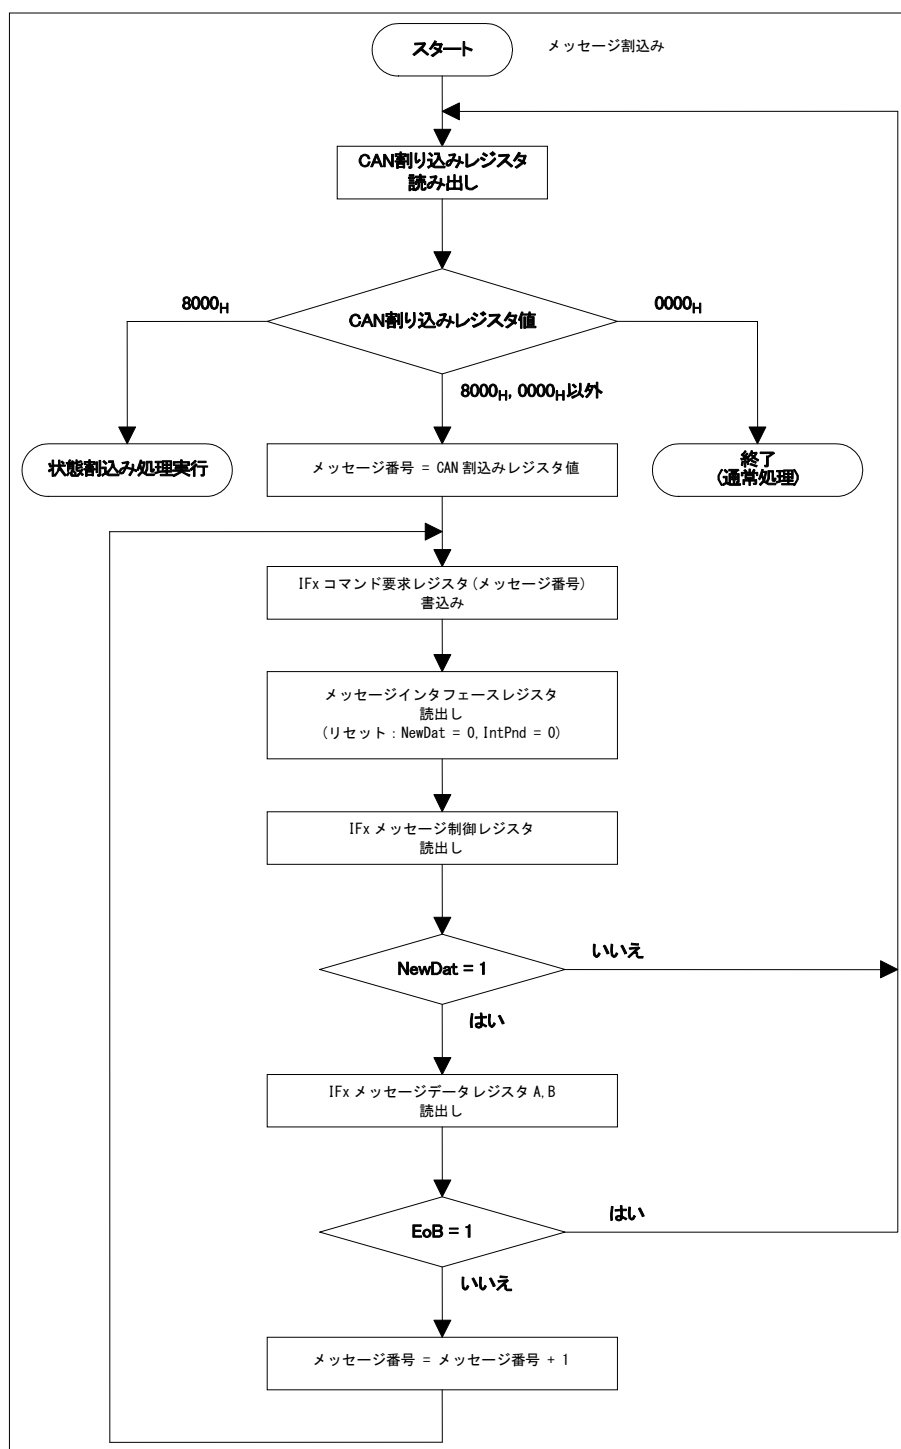 スタート
メッセージ割込み
CAN割り込みレジスタ
読み出し
8000H
CAN割り込みレジスタ値
0000H
8000H, 0000H以外
状態割込み処理実行
メッセージ番号 = CAN 割込みレジスタ値
終了
(通常処理)
IFx コマンド要求レジスタ(メッセージ番号)
書込み
メッセージインタフェースレジスタ
読出し
(リセット：NewDat = 0, IntPnd = 0)
IFx メッセージ制御レジスタ
読出し
NewDat = 1
いいえ
はい
IFx メッセージデータレジスタ A, B
読出し
EoB = 1
はい
いいえ
メッセージ番号 = メッセージ番号 + 1